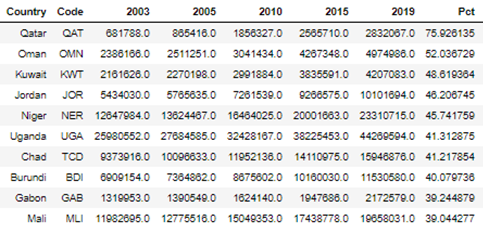 Country Code 2003 2005 2010 2015 2019 Pct
Qatar QAT 681788.0 865416.0 1856327.0 2565710.0 2832067.0 75.926135
Oman OMN 2386166.0 2511251.0 3041434.0 4267348.0 4974986.0 52.036729
Kuwait KWT 2161626.0 2270198.0 2991884.0 3835591.0 4207083.0 48.619364
Jordan JOR 5434030.0 5765635.0 7261539.0 9266575.0 10101694.0 46.206745
Niger NER 12647984.0 13624467.0 16464025.0 20001663.0 23310715.0 45.741759
Uganda UGA 25980552.0 27684585.0 32428167.0 38225453.0 44269594.0 41.312875
Chad TCD 9373916.0 10096633.0 11952136.0 14110975.0 15946876.0 41.217854
Burundi BDI 6909154.0 7364862.0 8675602.0 10160030.0 11530580.0 40.079736
Gabon GAB 1319953.0 1390549.0 1624140.0 1947686.0 2172579.0 39.244879
Mali MLI 11982695.0 12775516.0 15049353.0 17438778.0 19658031.0 39.044277